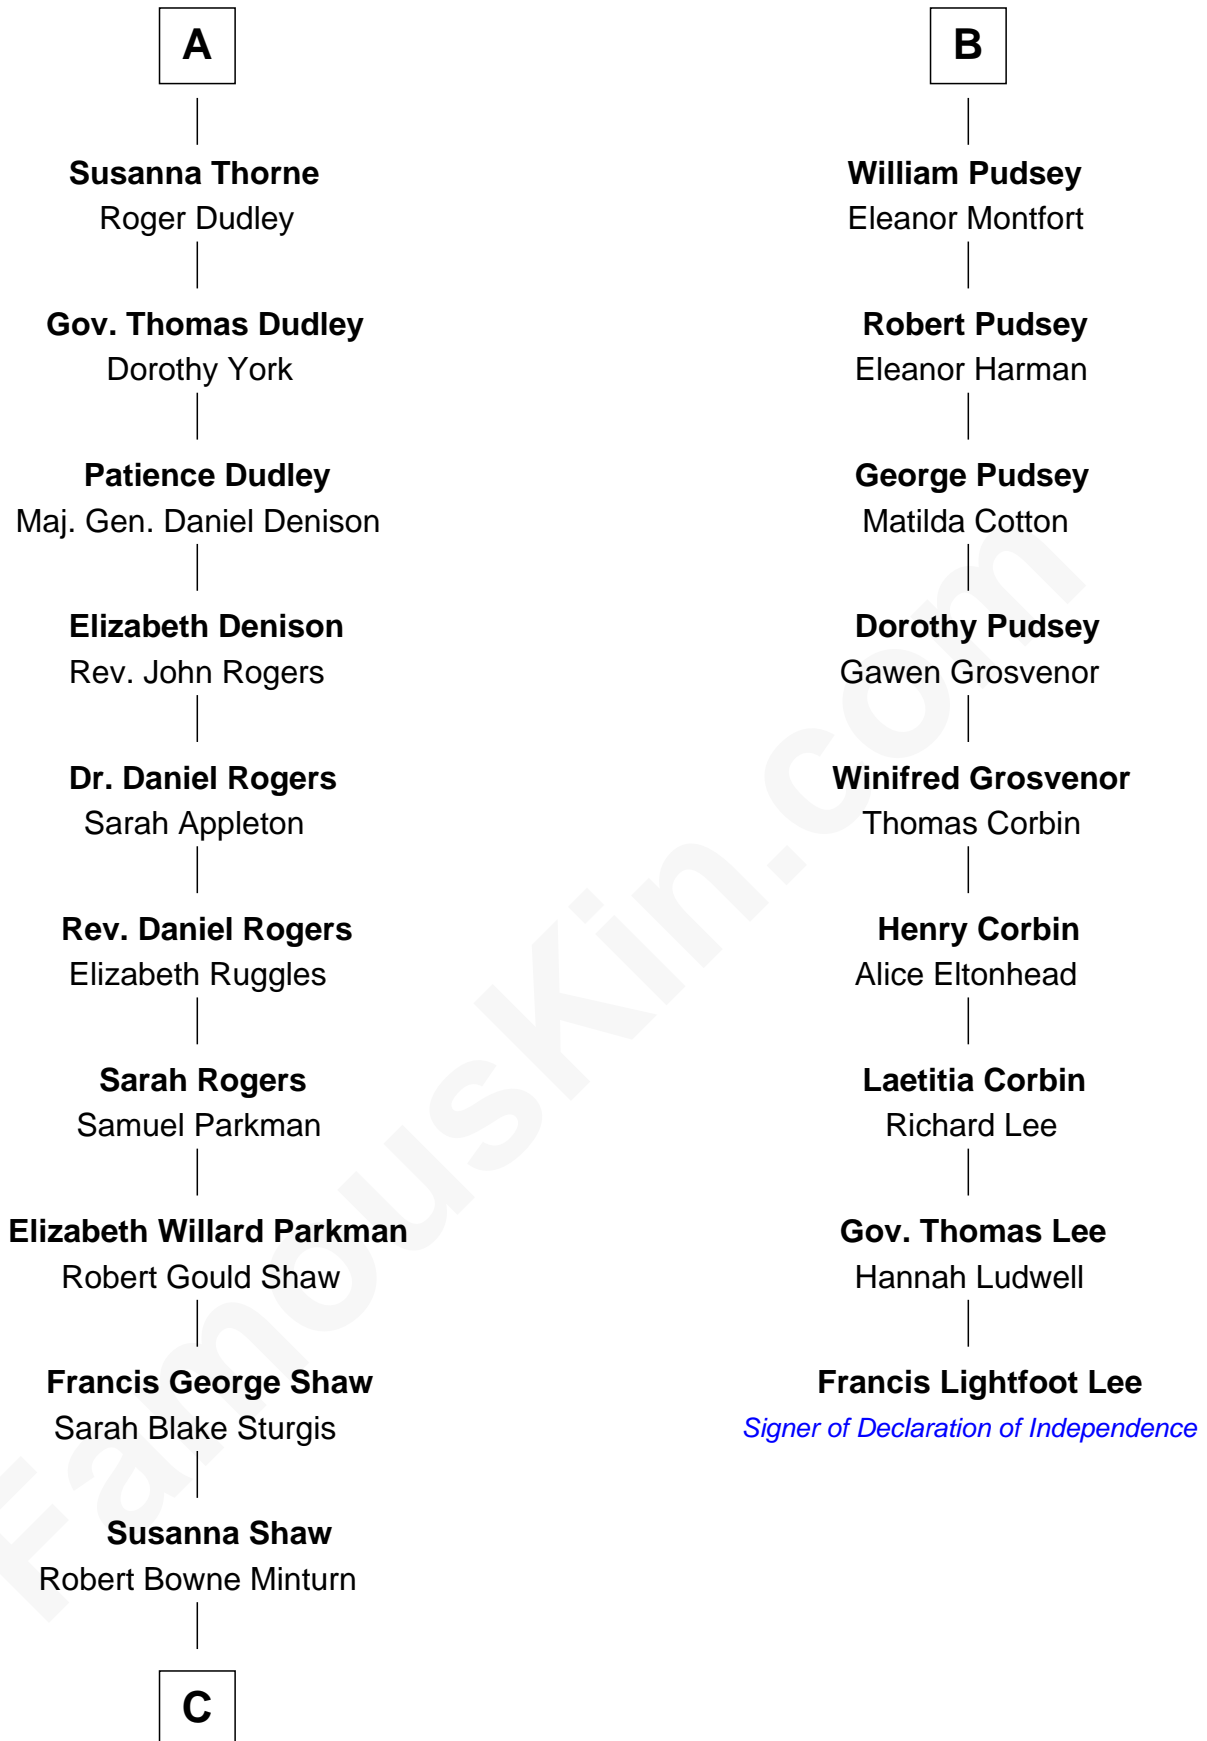 A
Susanna Thorne
Roger Dudley
Gov. Thomas Dudley
Dorothy York
Patience Dudley
Maj. Gen. Daniel Denison
Elizabeth Denison
Rev. John Rogers
Dr. Daniel Rogers
Sarah Appleton
Rev. Daniel Rogers
Elizabeth Ruggles
Sarah Rogers
Samuel Parkman
Elizabeth Willard Parkman
Robert Gould Shaw
Francis George Shaw
Sarah Blake Sturgis
Susanna Shaw
Robert Bowne Minturn
C
B
William Pudsey
Eleanor Montfort
Robert Pudsey
Eleanor Harman
George Pudsey
Matilda Cotton
Dorothy Pudsey
Gawen Grosvenor
Winifred Grosvenor
Thomas Corbin
Henry Corbin
Alice Eltonhead
Laetitia Corbin
Richard Lee
Gov. Thomas Lee
Hannah Ludwell
Francis Lightfoot Lee
Signer of Declaration of Independence
FamousKin.com